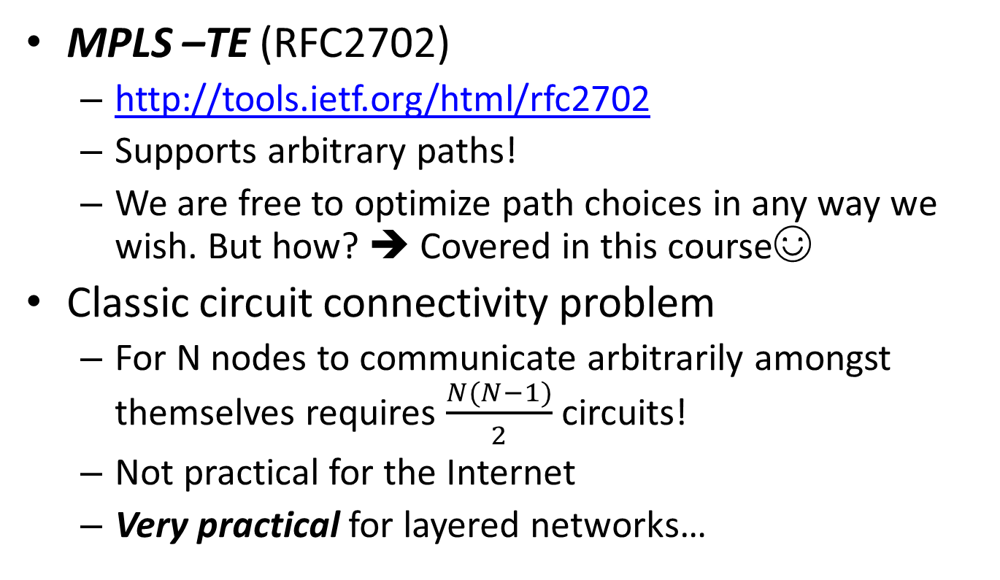 • MPLS –TE (RFC2702)
– http://tools.ietf.org/html/rfc2702
– Supports arbitrary paths!
– We are free to optimize path choices in any way we
wish. But how? ➔ Covered in this course☺
• Classic circuit connectivity problem
– For N nodes to communicate arbitrarily amongst
themselves requires N(N−1)/2 circuits!
– Not practical for the Internet
– Very practical for layered networks…